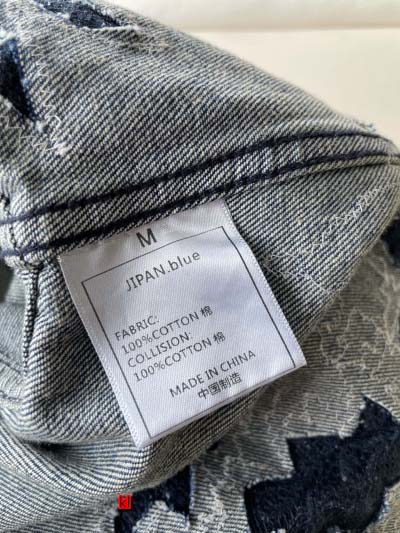 M
JIPAN.blue
FABRIC:
100%COTTON 棉
COLLISION:
100%COTTON 棉
MADE IN CHINA
中国制造